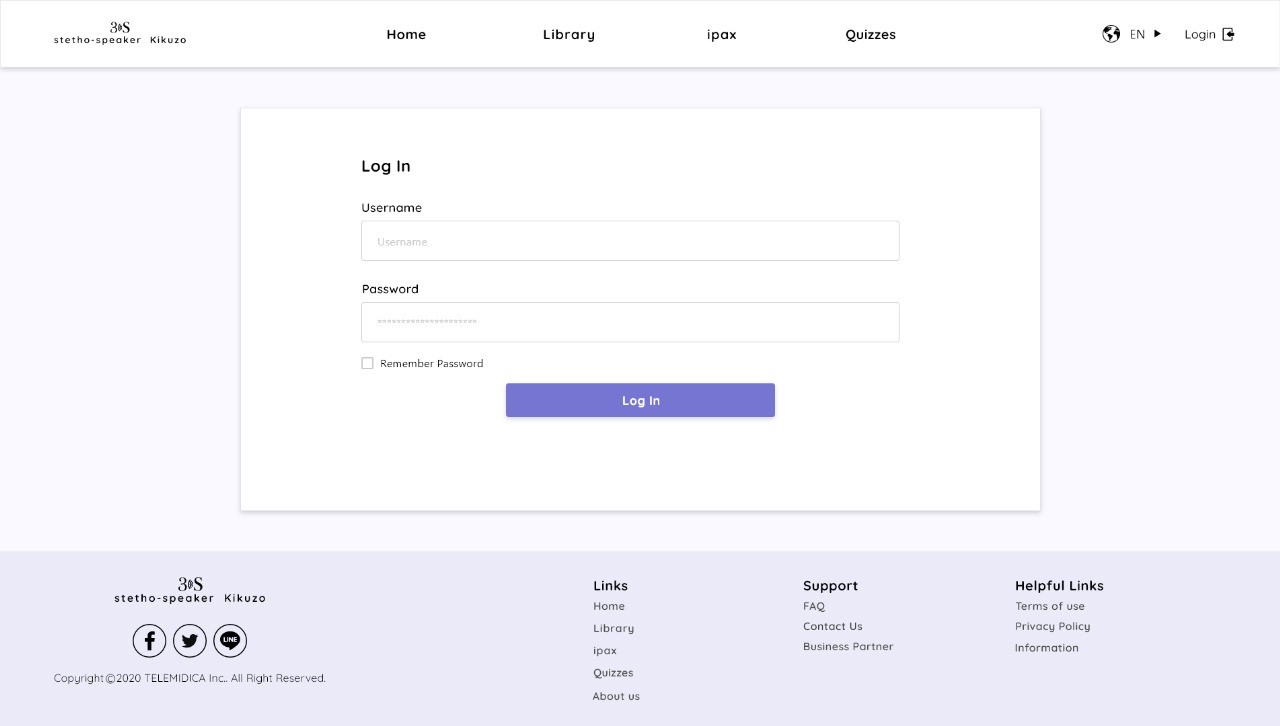 3S
stetho-speaker Kikuzo
Home
Library
ipax
Quizzes
EN
Login
Log In
Username
Username
Password
*********************
Remember Password
Log In
3S
stetho-speaker Kikuzo
LINE
Copyright©2020 TELEMIDICA Inc.. All Right Reserved.
Links
Home
Library
ipax
Quizzes
About us
Support
FAQ
Contact Us
Business Partner
Helpful Links
Terms of use
Privacy Policy
Information